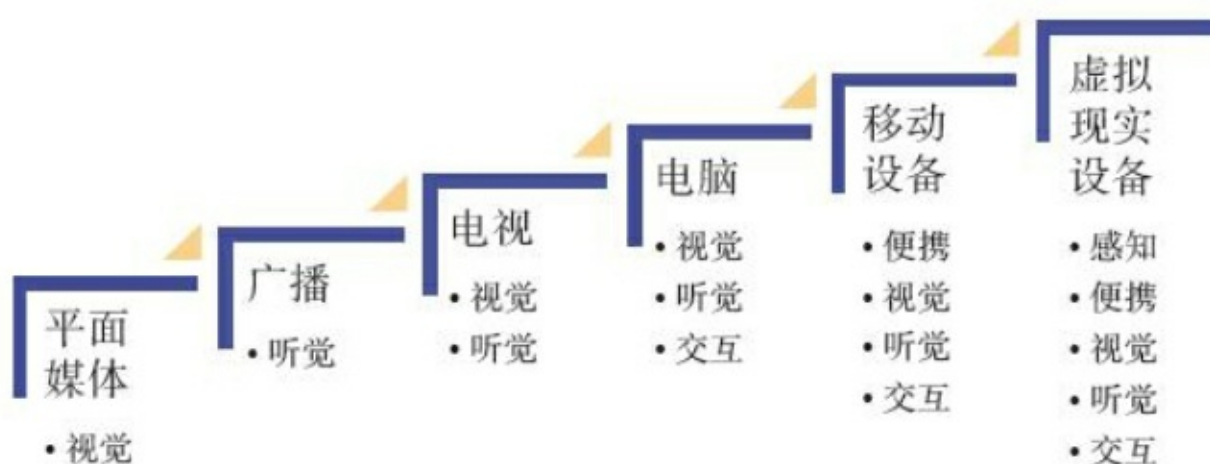 平面
媒体
• 视觉
广播
• 听觉
电视
• 视觉
• 听觉
电脑
• 视觉
• 听觉
• 交互
移动
设备
• 便携
• 视觉
• 听觉
• 交互
虚拟
现实
设备
• 感知
• 便携
• 视觉
• 听觉
• 交互